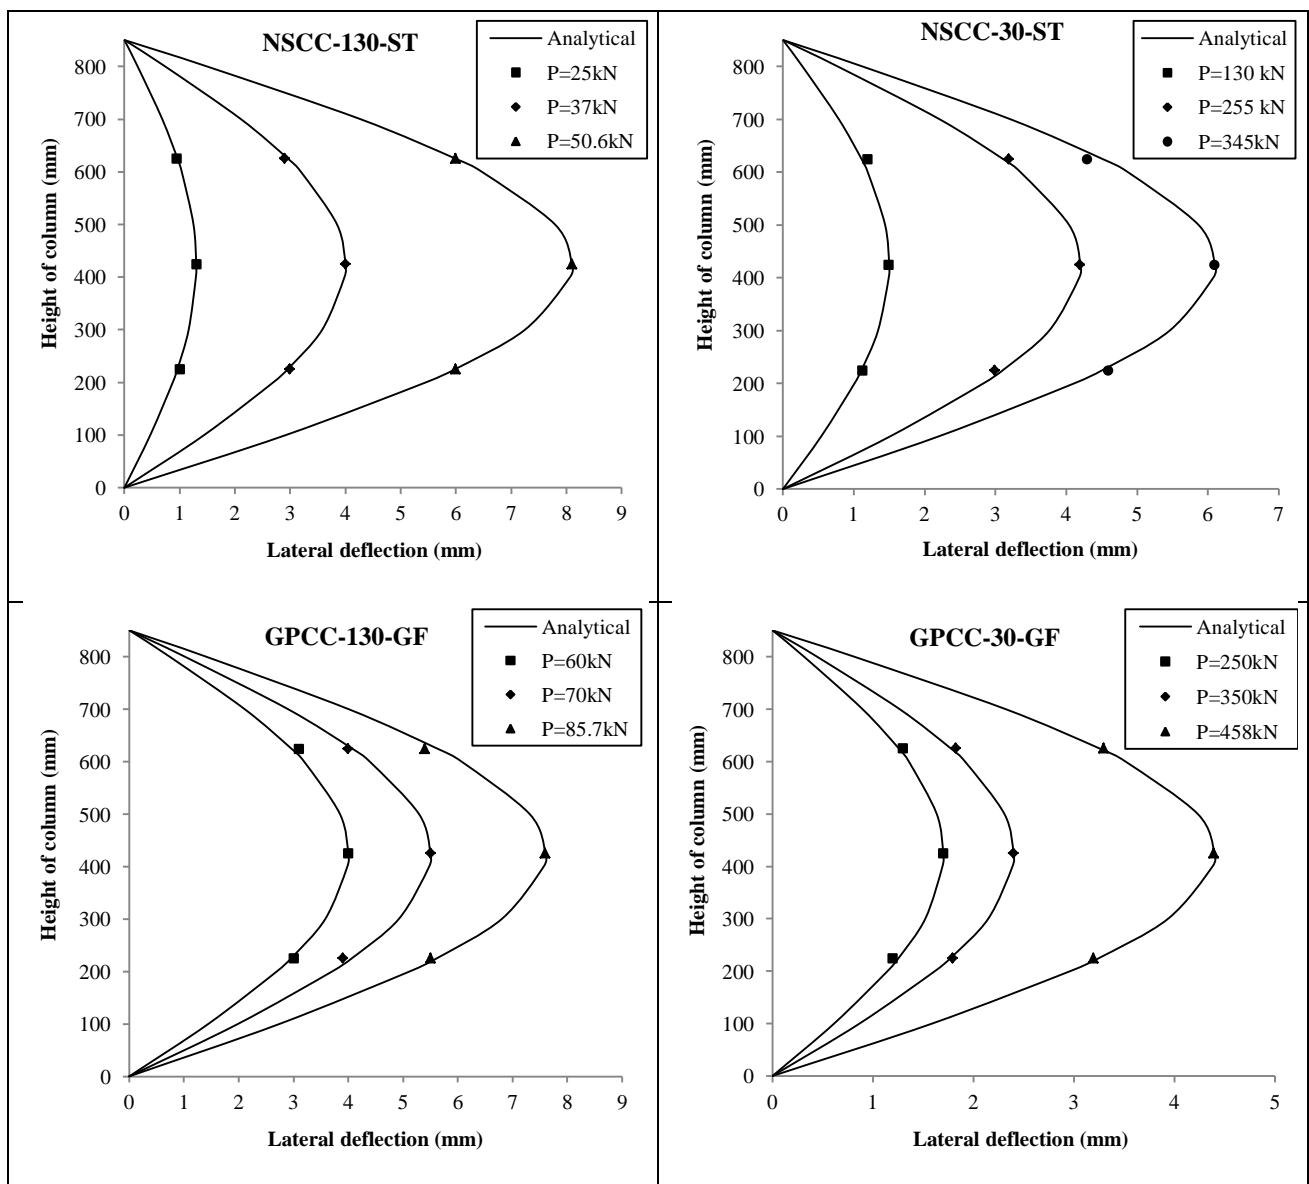 NSCC-130-ST
Analytical
P=25kN
P=37kN
P=50.6kN
Height of column (mm)
800
700
600
500
400
300
200
100
0
0 1 2 3 4 5 6 7 8 9
Lateral deflection (mm)
NSCC-30-ST
Analytical
P=130 kN
P=255 kN
P=345kN
Height of column (mm)
800
700
600
500
400
300
200
100
0
0 1 2 3 4 5 6 7
Lateral deflection (mm)
GPCC-130-GF
Analytical
P=60kN
P=70kN
P=85.7kN
Height of column (mm)
800
700
600
500
400
300
200
100
0
0 1 2 3 4 5 6 7 8 9
Lateral deflection (mm)
GPCC-30-GF
Analytical
P=250kN
P=350kN
P=458kN
Height of column (mm)
800
700
600
500
400
300
200
100
0
0 1 2 3 4 5
Lateral deflection (mm)